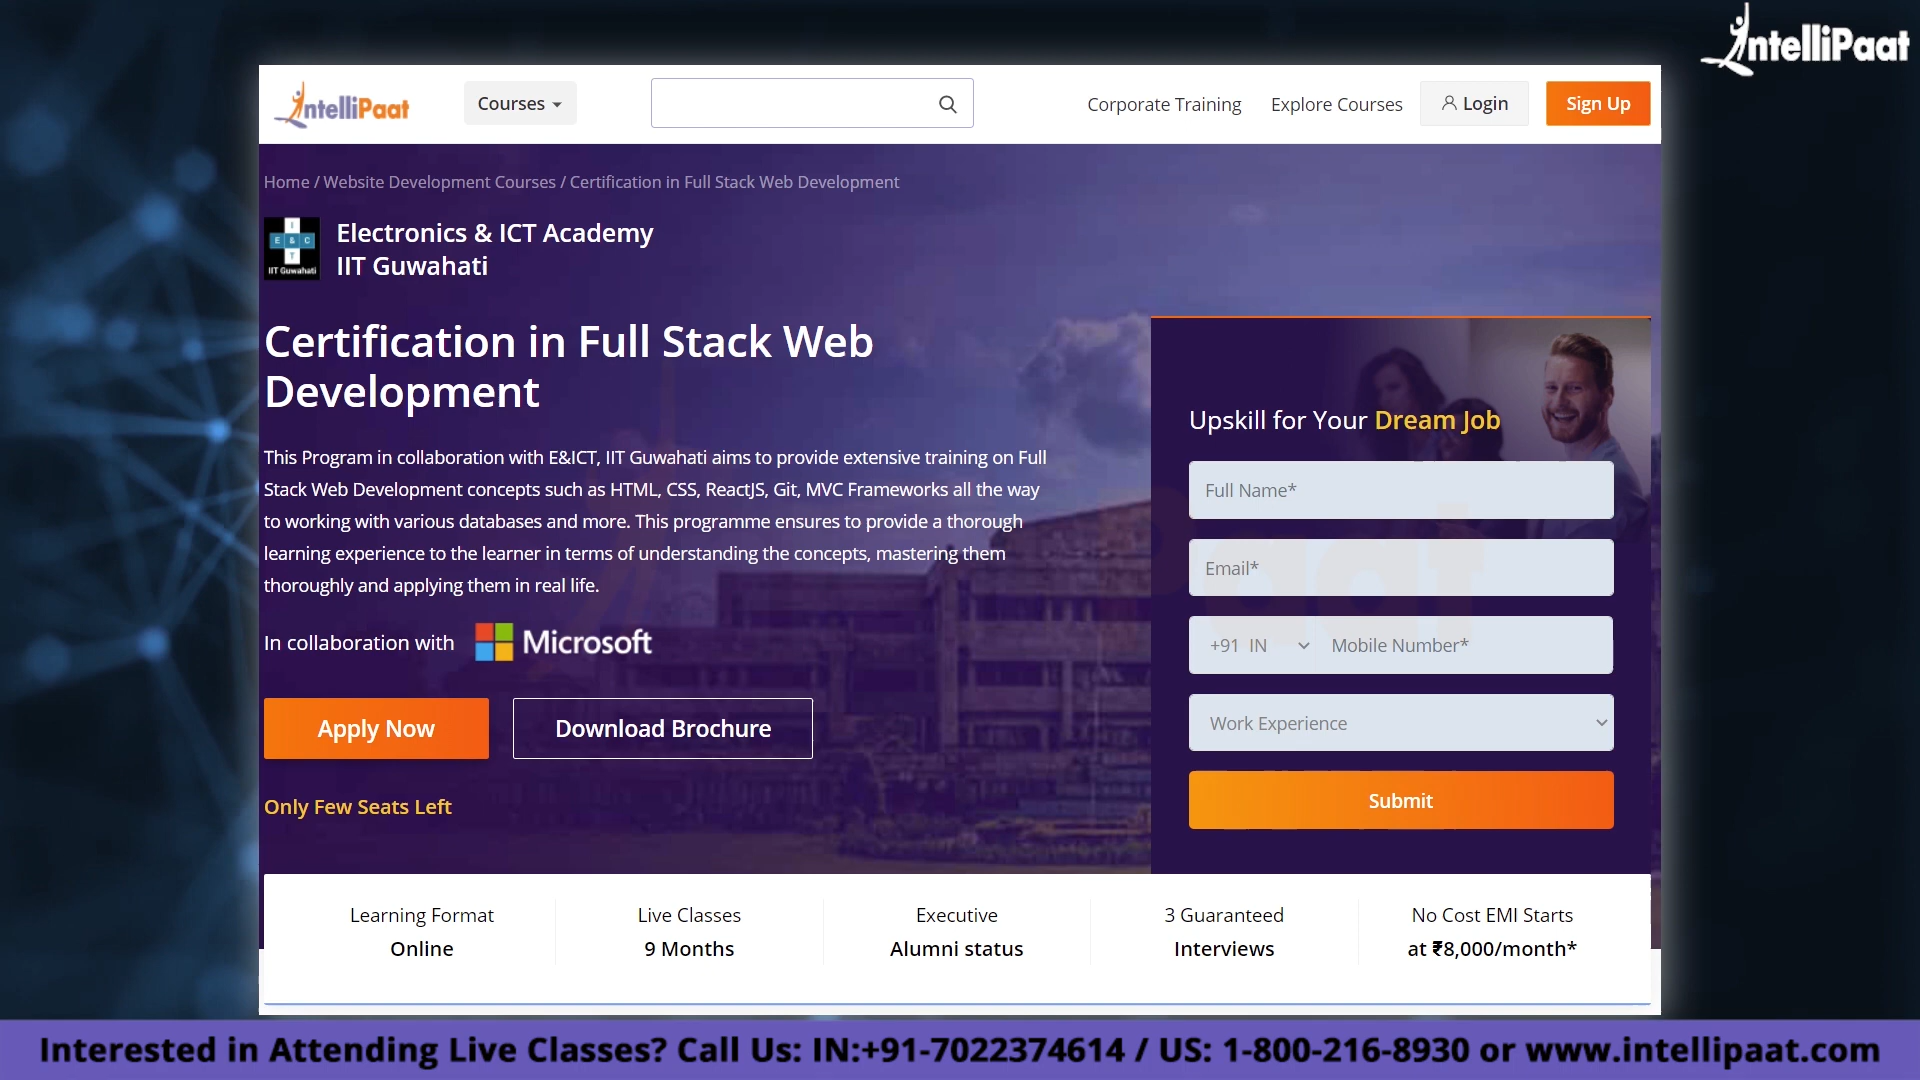 IntelliPaat
IntelliPaat
Courses
Corporate Training
Explore Courses
Login
Sign Up
Home / Website Development Courses / Certification in Full Stack Web Development
I
E & C
T
IIT Guwahati
Electronics & ICT Academy
IIT Guwahati
Certification in Full Stack Web
Development
This Program in collaboration with E&ICT, IIT Guwahati aims to provide extensive training on Full
Stack Web Development concepts such as HTML, CSS, ReactJS, Git, MVC Frameworks all the way
to working with various databases and more. This programme ensures to provide a thorough
learning experience to the learner in terms of understanding the concepts, mastering them
thoroughly and applying them in real life.
In collaboration with Microsoft
Apply Now
Download Brochure
Only Few Seats Left
Upskill for Your Dream Job
Full Name*
Email*
+91 IN Mobile Number*
Work Experience
Submit
Learning Format
Online
Live Classes
9 Months
Executive
Alumni status
3 Guaranteed
Interviews
No Cost EMI Starts
at ₹8,000/month*
Interested in Attending Live Classes? Call Us: IN:+91-7022374614 / US: 1-800-216-8930 or www.intellipaat.com